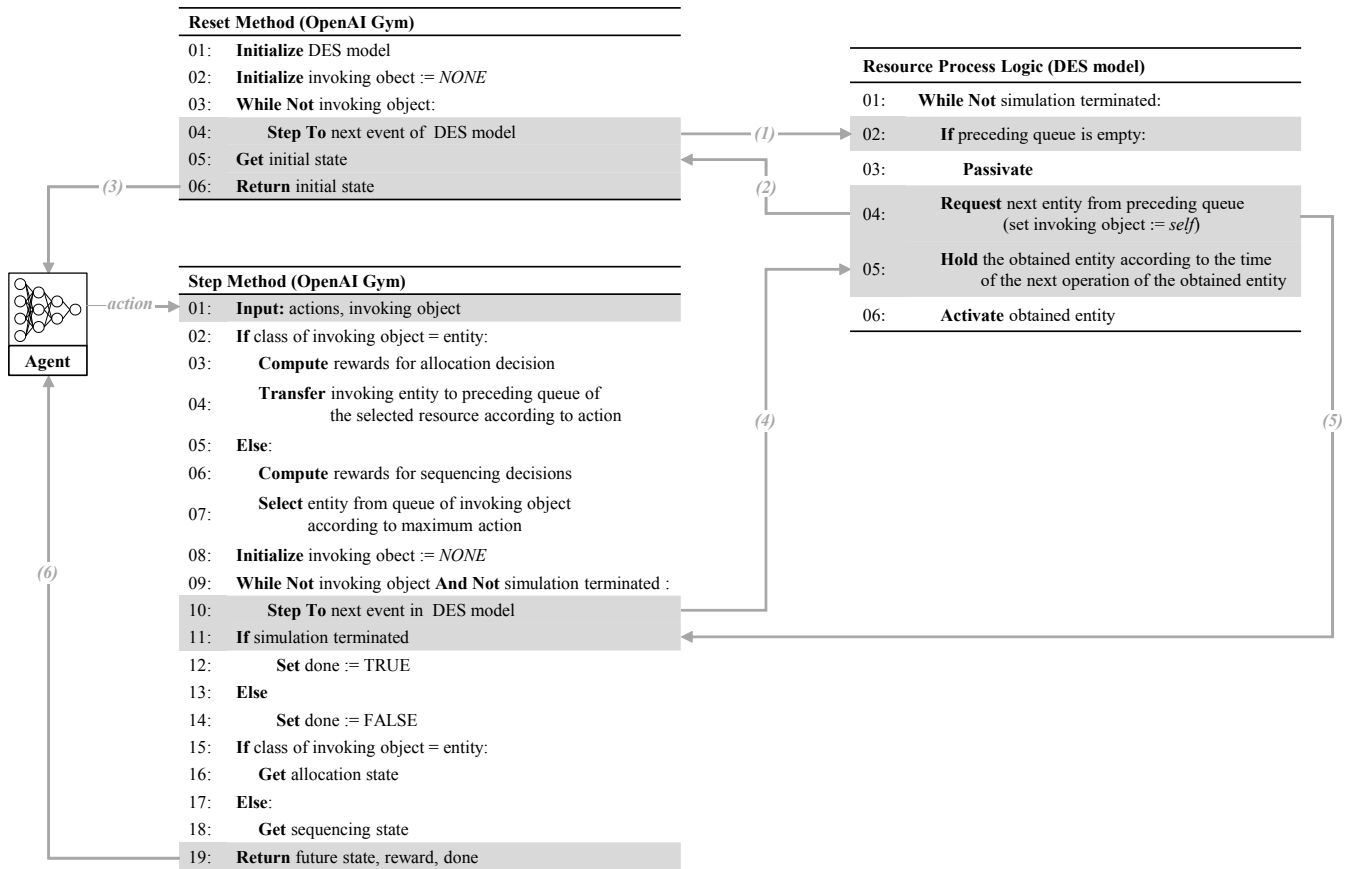 Reset Method (OpenAI Gym)
01: Initialize DES model
02: Initialize invoking obect := NONE
03: While Not invoking object:
04: Step To next event of DES model
05: Get initial state
06: Return initial state
(1)
(2)
(3)
Resource Process Logic (DES model)
01: While Not simulation terminated:
02: If preceding queue is empty:
03: Passivate
04: Request next entity from preceding queue
(set invoking object := self)
05: Hold the obtained entity according to the time
of the next operation of the obtained entity
06: Activate obtained entity
Agent
action
Step Method (OpenAI Gym)
01: Input: actions, invoking object
02: If class of invoking object = entity:
03: Compute rewards for allocation decision
04: Transfer invoking entity to preceding queue of
the selected resource according to action
05: Else:
06: Compute rewards for sequencing decisions
07: Select entity from queue of invoking object
according to maximum action
08: Initialize invoking obect := NONE
09: While Not invoking object And Not simulation terminated :
10: Step To next event in DES model
11: If simulation terminated
12: Set done := TRUE
13: Else
14: Set done := FALSE
15: If class of invoking object = entity:
16: Get allocation state
17: Else:
18: Get sequencing state
19: Return future state, reward, done
(4)
(5)
(6)